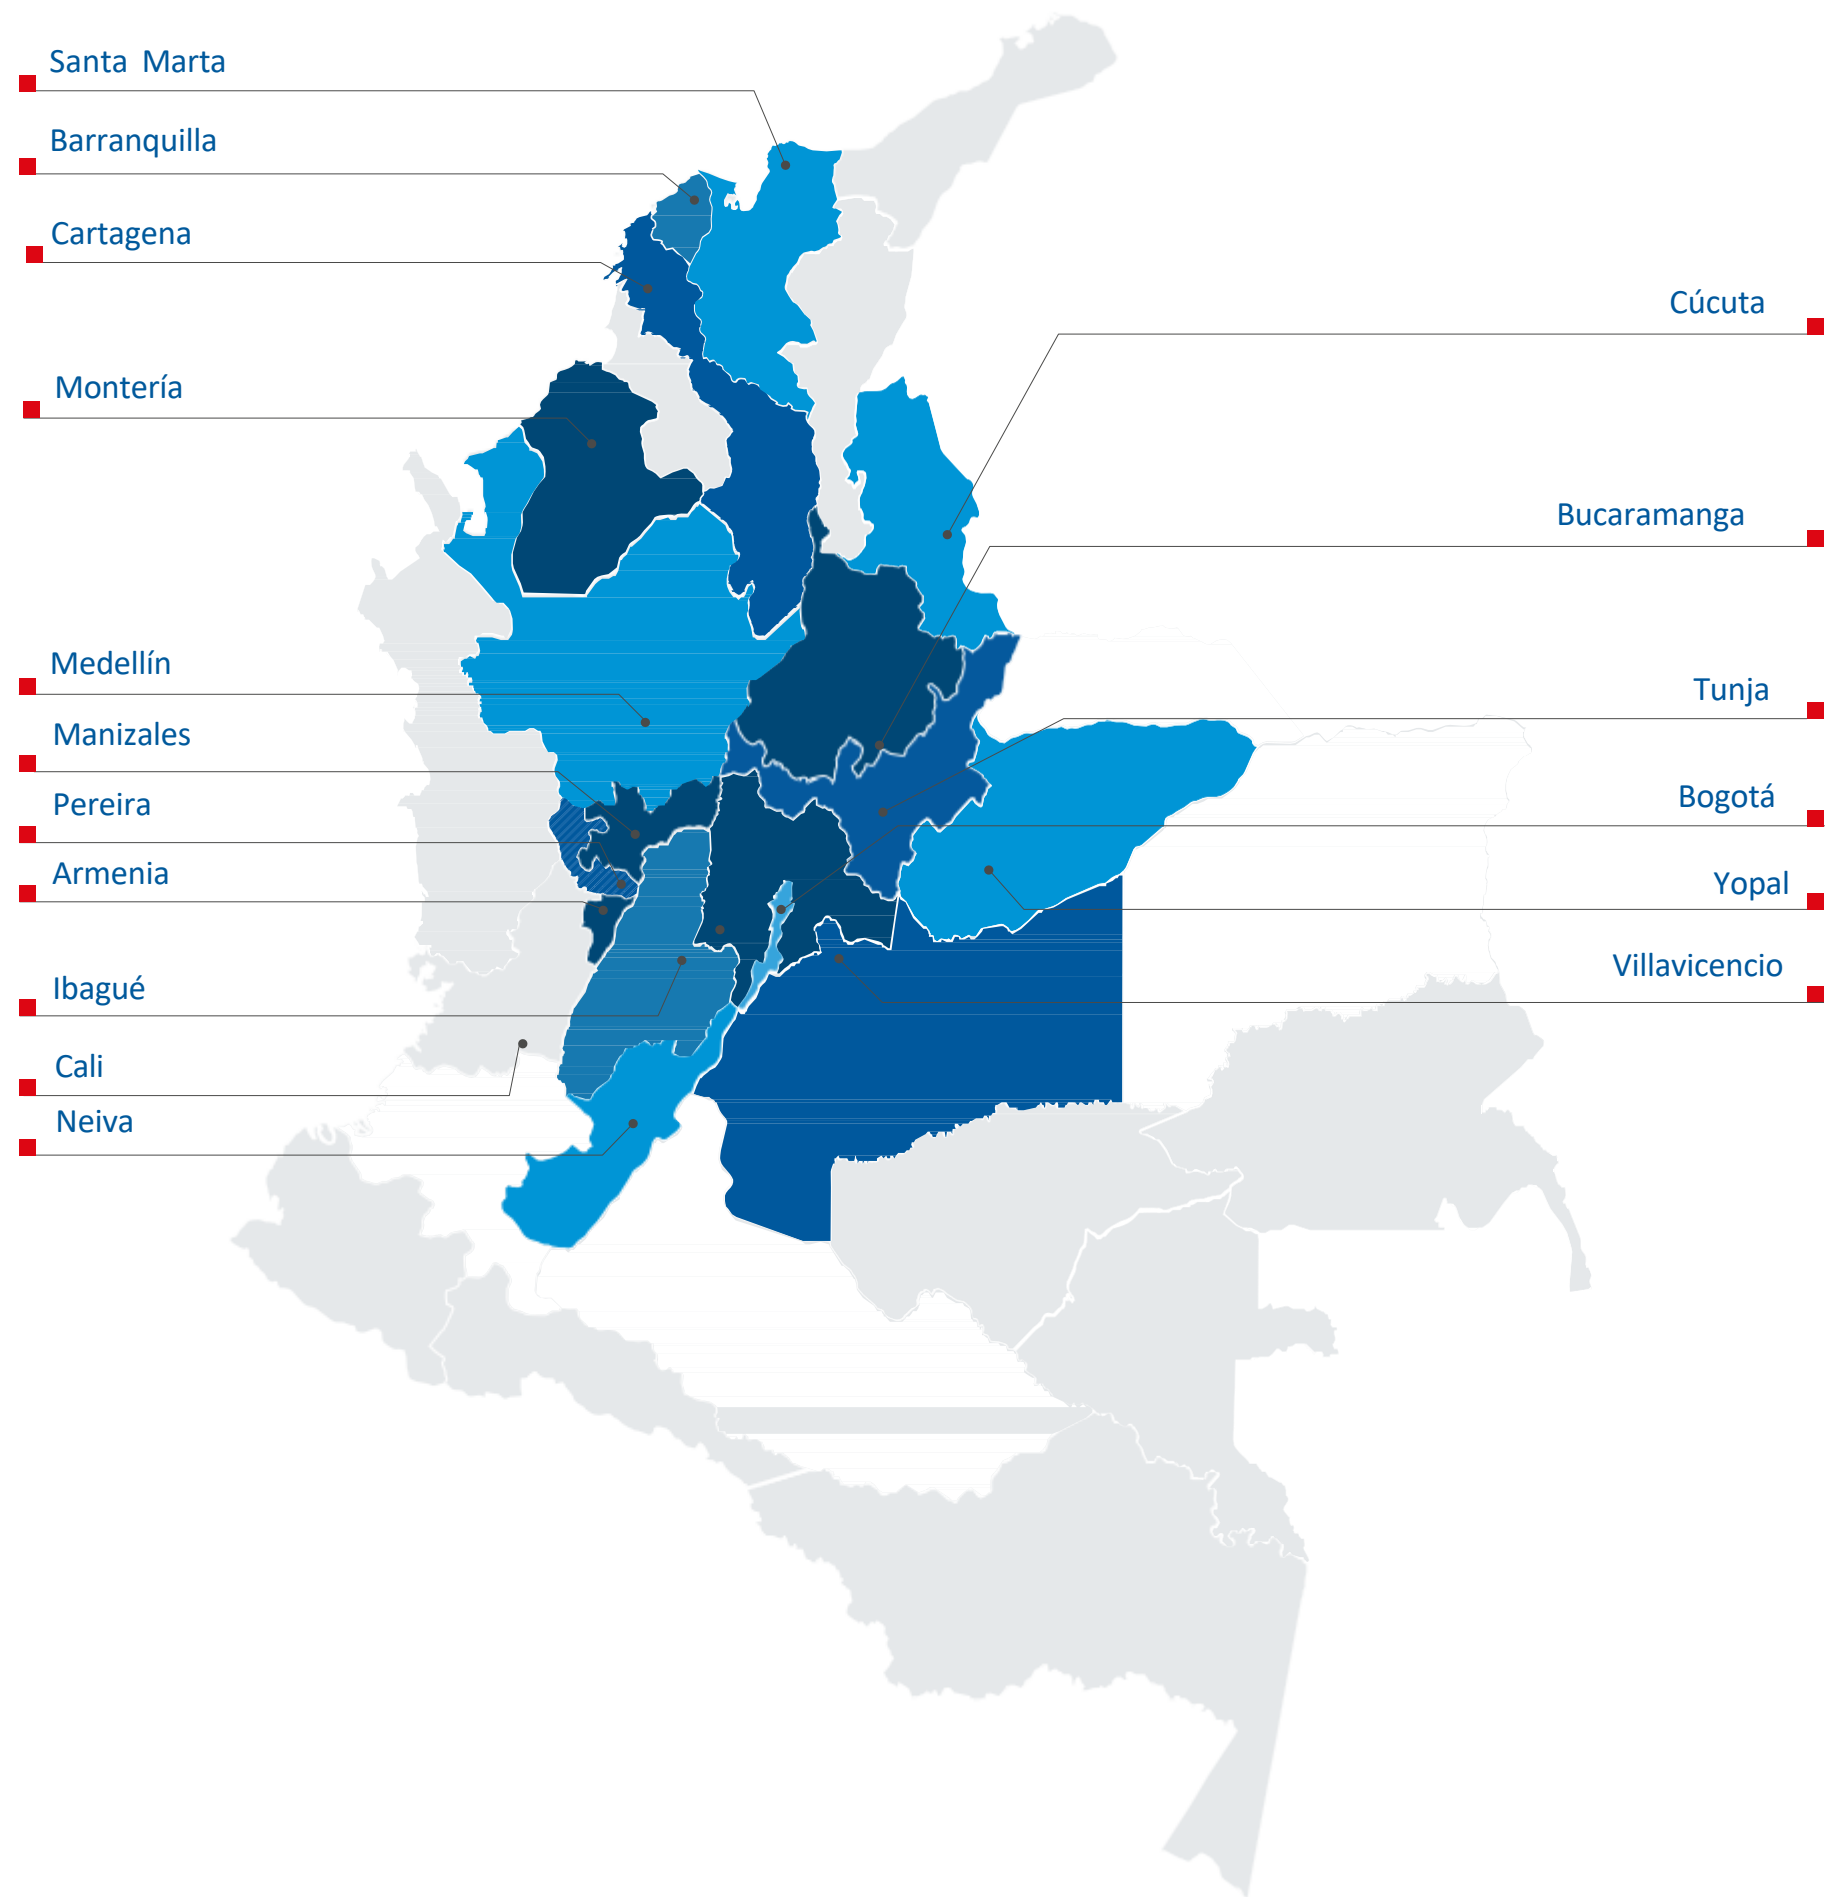 Santa Marta
Barranquilla
Cartagena
Montería
Medellín
Manizales
Pereira
Armenia
Ibagué
Cali
Neiva
Cúcuta
Bucaramanga
Tunja
Bogotá
Yopal
Villavicencio